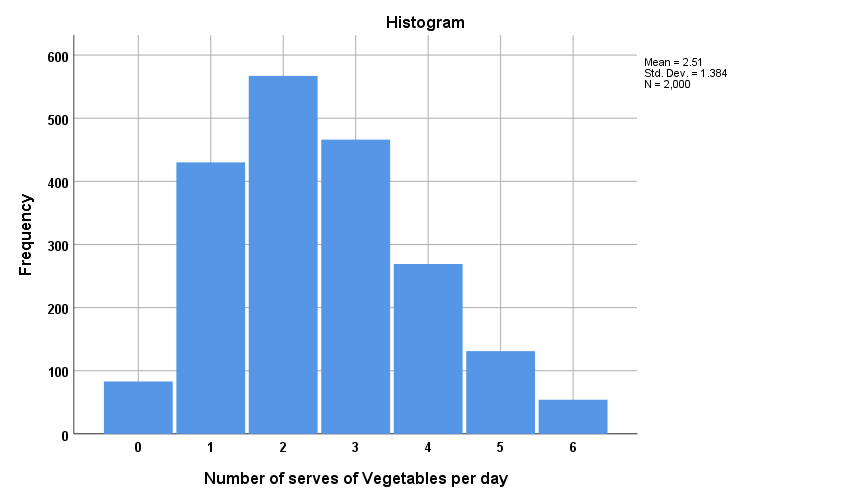 Histogram
Mean = 2.51
Std. Dev. = 1.384
N = 2,000
600
500
400
300
200
100
0
Frequency
0 1 2 3 4 5 6
Number of serves of Vegetables per day